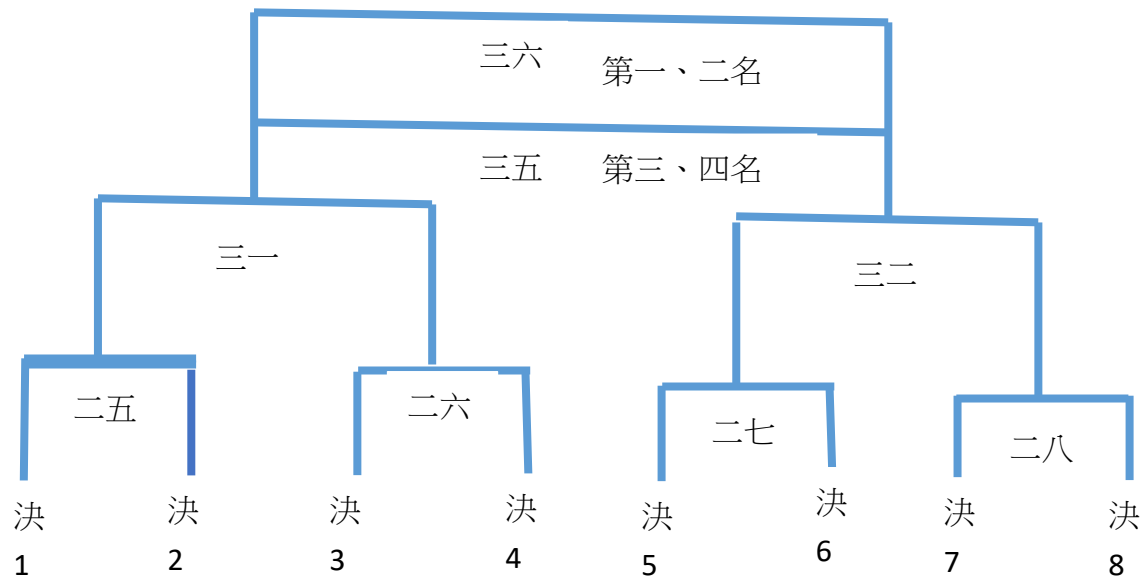 三六 第一、二名
三五 第三、四名
三一 三二
二五 二六 二七 二八
決 決 決 決 決 決 決 決
1 2 3 4 5 6 7 8